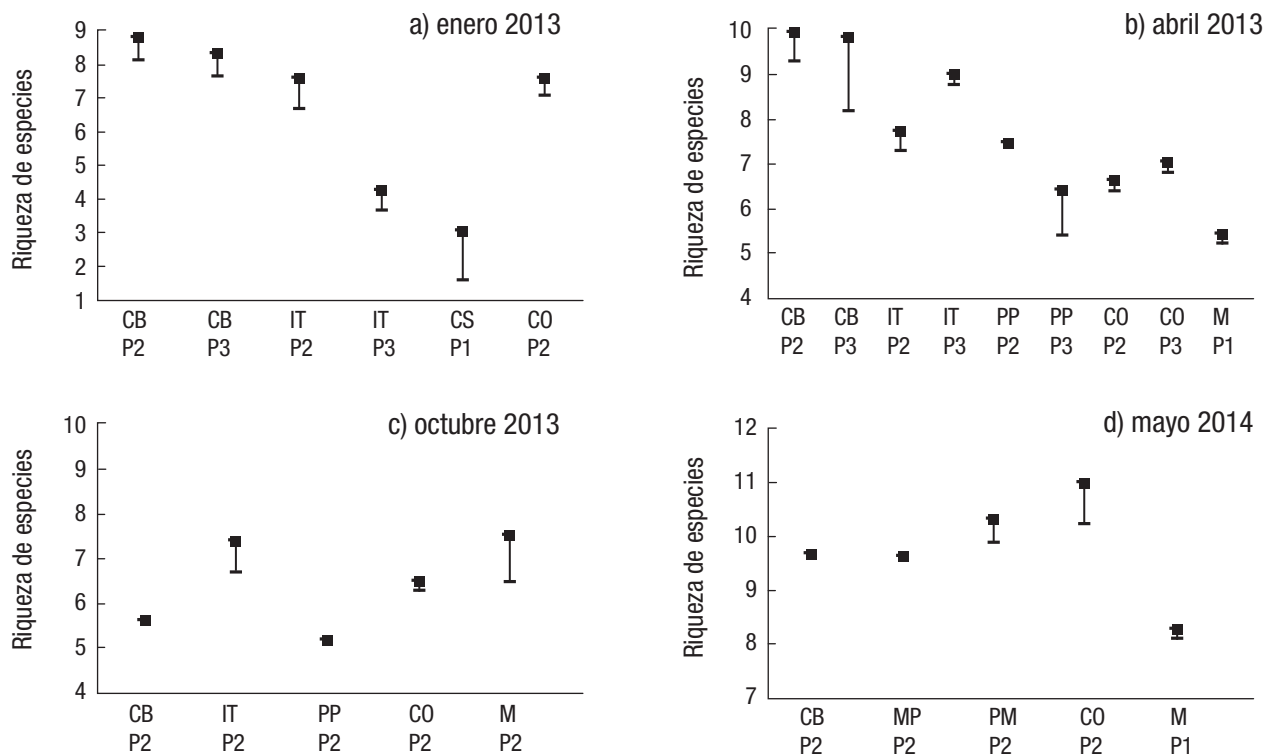 a) enero 2013
Riqueza de especies
9
8
7
6
5
4
3
2
1
CB CB IT IT CS CO
P2 P3 P2 P3 P1 P2
b) abril 2013
Riqueza de especies
10
9
8
7
6
5
4
CB CB IT IT PP PP CO CO M
P2 P3 P2 P3 P2 P3 P2 P3 P1
c) octubre 2013
Riqueza de especies
10
9
8
7
6
5
4
CB IT PP CO M
P2 P2 P2 P2 P2
d) mayo 2014
Riqueza de especies
12
11
10
9
8
7
CB MP PM CO M
P2 P2 P2 P2 P1